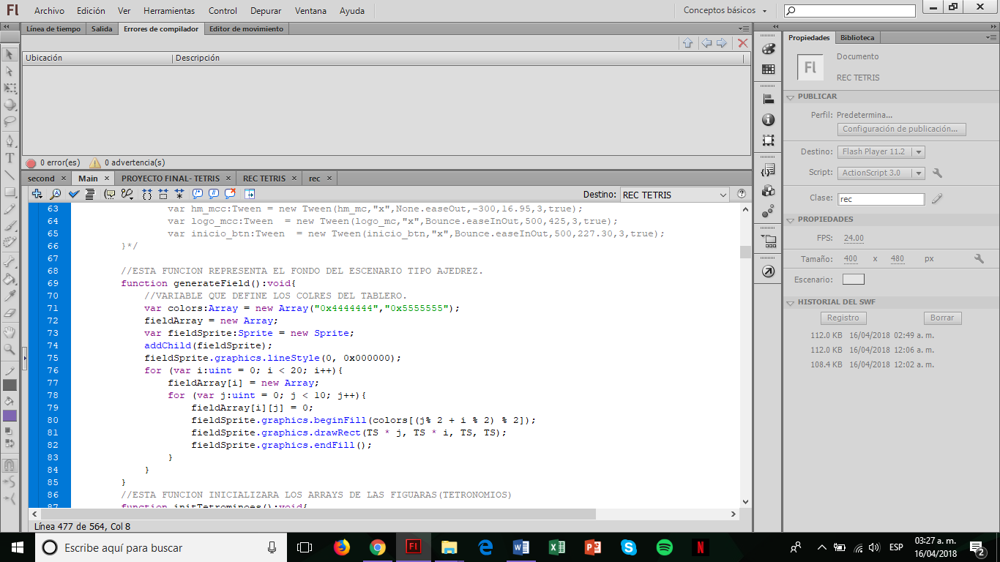 Fl Archivo Edición Ver Herramientas Control Depurar Ventana Ayuda Conceptos básicos
Línea de tiempo Salida Errores de compilador Editor de movimiento
Ubicación Descripción
0 error(es) 0 advertencia(s)
second Main PROYECTO FINAL- TETRIS REC TETRIS rec
Destino: REC TETRIS
63 var hm_mcc:Tween = new Tween(hm_mc,"x",None.easeOut,-300,16.95,3,true);
64 var logo_mcc:Tween  = new Tween(logo_mc,"x",Bounce.easeInOut,500,425,3,true);
65 var inicio_btn:Tween  = new Tween(inicio_btn,"x",Bounce.easeInOut,500,227.30,3,true);
66 }*/
67
68 //ESTA FUNCION REPRESENTA EL FONDO DEL ESCENARIO TIPO AJEDREZ.
69 function generateField():void{
70 //VARIABLE QUE DEFINE LOS COLRES DEL TABLERO.
71 var colors:Array = new Array("0x4444444","0x5555555");
72 fieldArray = new Array;
73 var fieldSprite:Sprite = new Sprite;
74 addChild(fieldSprite);
75 fieldSprite.graphics.lineStyle(0, 0x000000);
76 for (var i:uint = 0; i < 20; i++){
77 fieldArray[i] = new Array;
78 for (var j:uint = 0; j < 10; j++){
79 fieldArray[i][j] = 0;
80 fieldSprite.graphics.beginFill(colors[(j% 2 + i % 2) % 2]);
81 fieldSprite.graphics.drawRect(TS * j, TS * i, TS, TS);
82 fieldSprite.graphics.endFill();
83 }
84 }
85 }
86 //ESTA FUNCION INICIALIZARA LOS ARRAYS DE LAS FIGUARAS(TETRONOMIOS)
87 function initTetrominoes():void{
Línea 477 de 564, Col 8
Propiedades Biblioteca
Fl
Documento
REC TETRIS
PUBLICAR
Perfil: Predetermina...
Configuración de publicación...
Destino: Flash Player 11.2
Script: ActionScript 3.0
Clase: rec
PROPIEDADES
FPS: 24.00
Tamaño: 400 x 480 px
Escenario:
HISTORIAL DEL SWF
Registro Borrar
112.0 KB 16/04/2018 02:49 a. m.
112.0 KB 16/04/2018 12:06 a. m.
108.4 KB 16/04/2018 12:02 a. m.
Escribe aquí para buscar
Fl
ESP
03:27 a. m.
16/04/2018
2